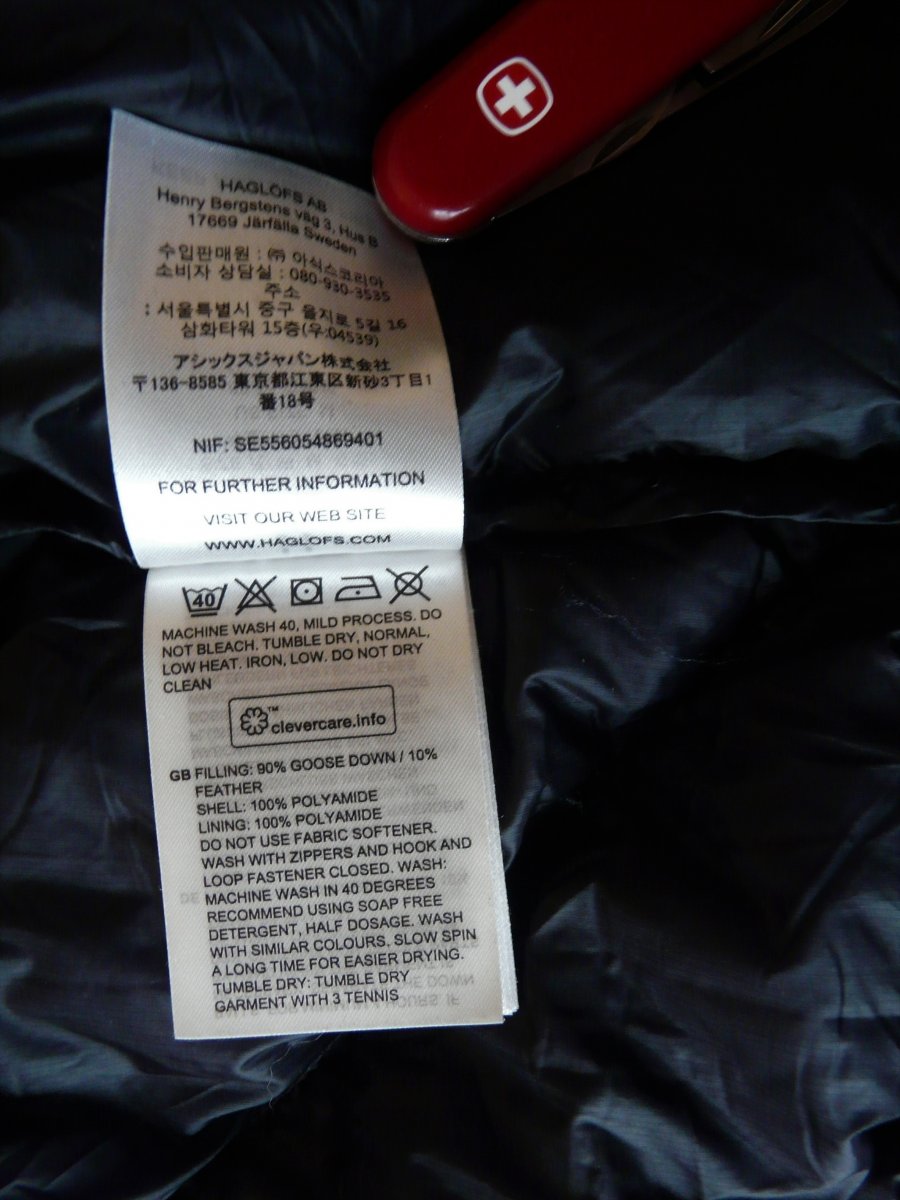 HAGLÖFS AB
Henry Bergstens väg 3, Hus B
17669 Järfälla Sweden
수입판매원 : ㈜ 아식스코리아
소비자 상담실 : 080-930-3535
주소
: 서울특별시 중구 을지로 5길 16
삼화타워 15층(우:04539)
アシックスジャパン株式会社
〒136-8585 東京都江東区新砂3丁目1
番18号
NIF: SE556054869401
FOR FURTHER INFORMATION
VISIT OUR WEB SITE
WWW.HAGLOFS.COM
40
MACHINE WASH 40, MILD PROCESS. DO
NOT BLEACH. TUMBLE DRY, NORMAL,
LOW HEAT. IRON, LOW. DO NOT DRY
CLEAN
™
clevercare.info
GB FILLING: 90% GOOSE DOWN / 10%
FEATHER
SHELL: 100% POLYAMIDE
LINING: 100% POLYAMIDE
DO NOT USE FABRIC SOFTENER.
WASH WITH ZIPPERS AND HOOK AND
LOOP FASTENER CLOSED. WASH:
MACHINE WASH IN 40 DEGREES
RECOMMEND USING SOAP FREE
DETERGENT, HALF DOSAGE. WASH
WITH SIMILAR COLOURS. SLOW SPIN
A LONG TIME FOR EASIER DRYING.
TUMBLE DRY: TUMBLE DRY
GARMENT WITH 3 TENNIS